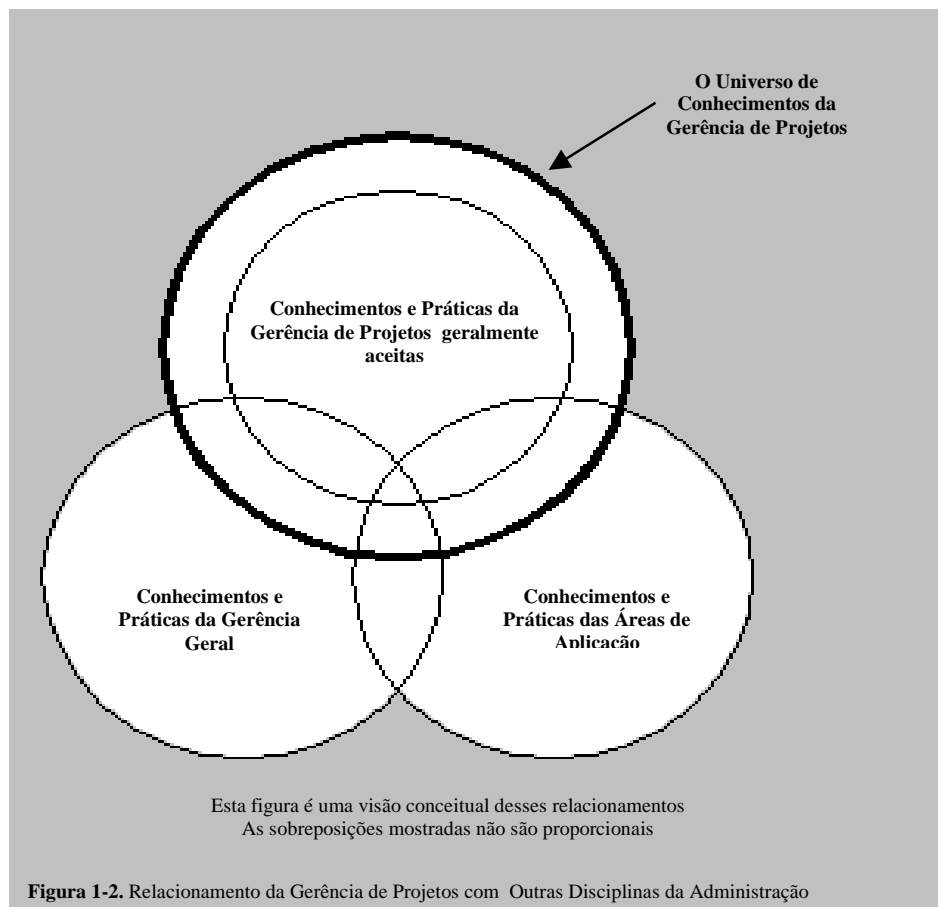 O Universo de
Conhecimentos da
Gerência de Projetos
Conhecimentos e Práticas da
Gerência de Projetos geralmente
aceitas
Conhecimentos e
Práticas da Gerência
Geral
Conhecimentos e
Práticas das Áreas de
Aplicação
Esta figura é uma visão conceitual desses relacionamentos
As sobreposições mostradas não são proporcionais
Figura 1-2. Relacionamento da Gerência de Projetos com Outras Disciplinas da Administração